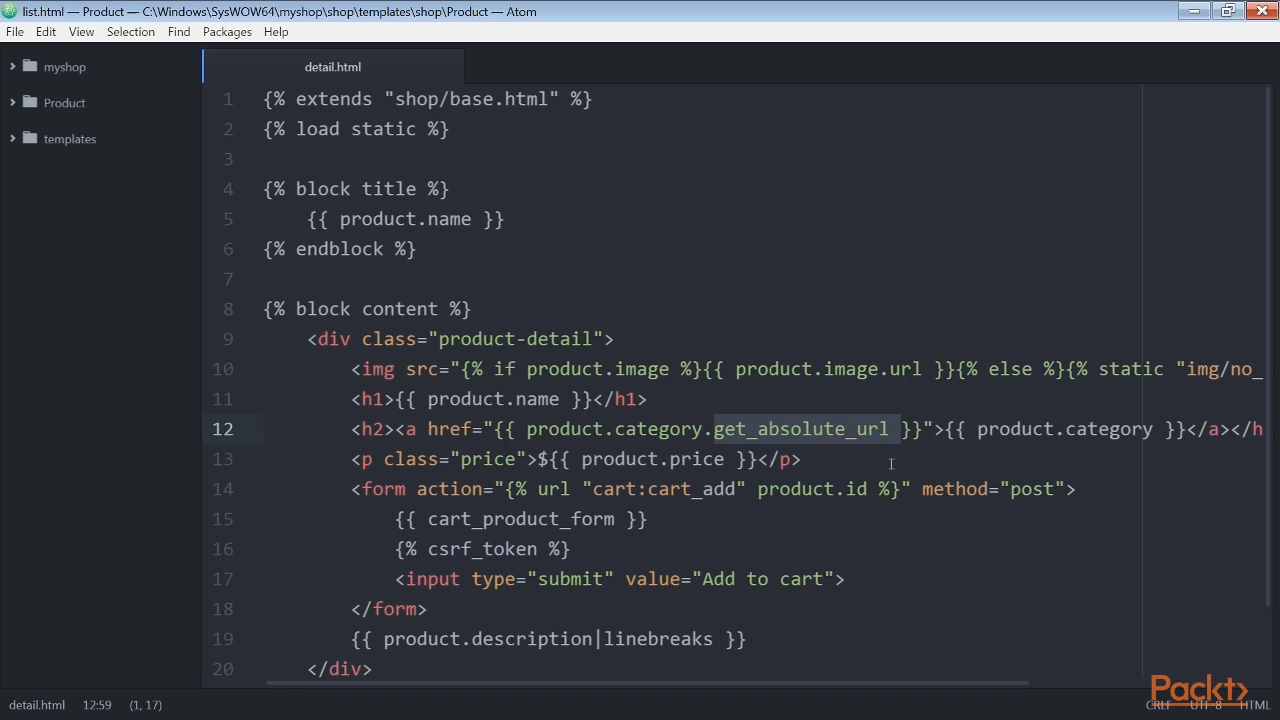 list.html — Product — C:\Windows\SysWOW64\myshop\shop\templates\shop\Product — Atom
File Edit View Selection Find Packages Help
myshop
Product
templates
detail.html
1 {% extends "shop/base.html" %}
2 {% load static %}
3
4 {% block title %}
5 {{ product.name }}
6 {% endblock %}
7
8 {% block content %}
9 <div class="product-detail">
10 <img src="{% if product.image %}{{ product.image.url }}{% else %}{% static "img/no_
11 <h1>{{ product.name }}</h1>
12 <h2><a href="{{ product.category.get_absolute_url }}">{{ product.category }}</a></h
13 <p class="price">${{ product.price }}</p>
14 <form action="{% url "cart:cart_add" product.id %}" method="post">
15 {{ cart_product_form }}
16 {% csrf_token %}
17 <input type="submit" value="Add to cart">
18 </form>
19 {{ product.description|linebreaks }}
20 </div>
Packt>
detail.html 12:59 (1, 17) CRLF UTF-8 HTML